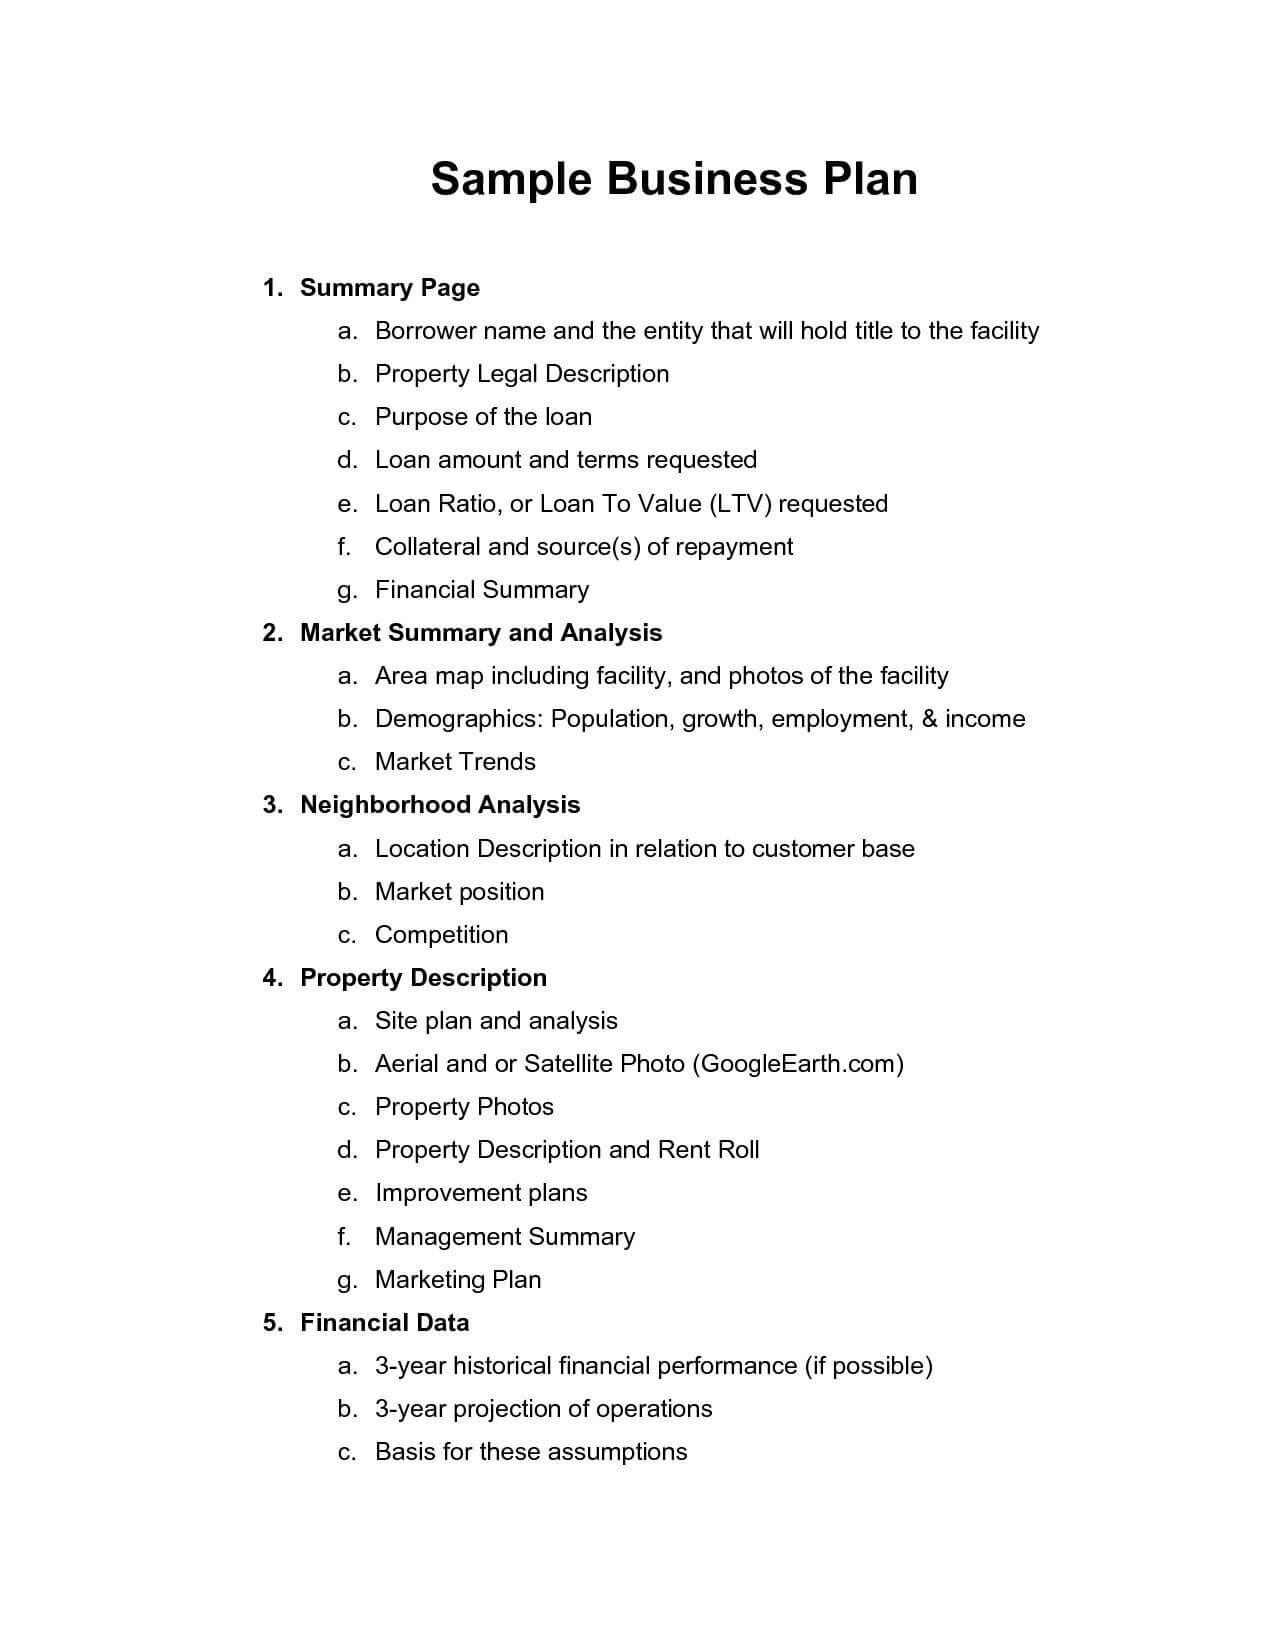 Sample Business Plan
1. Summary Page
a. Borrower name and the entity that will hold title to the facility
b. Property Legal Description
c. Purpose of the loan
d. Loan amount and terms requested
e. Loan Ratio, or Loan To Value (LTV) requested
f. Collateral and source(s) of repayment
g. Financial Summary
2. Market Summary and Analysis
a. Area map including facility, and photos of the facility
b. Demographics: Population, growth, employment, & income
c. Market Trends
3. Neighborhood Analysis
a. Location Description in relation to customer base
b. Market position
c. Competition
4. Property Description
a. Site plan and analysis
b. Aerial and or Satellite Photo (GoogleEarth.com)
c. Property Photos
d. Property Description and Rent Roll
e. Improvement plans
f. Management Summary
g. Marketing Plan
5. Financial Data
a. 3-year historical financial performance (if possible)
b. 3-year projection of operations
c. Basis for these assumptions